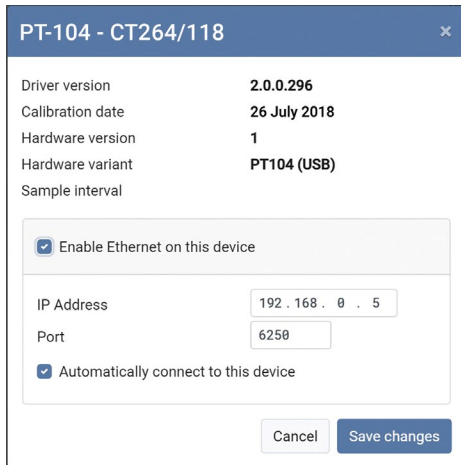 PT-104 - CT264/118 ×
Driver version 2.0.0.296
Calibration date 26 July 2018
Hardware version 1
Hardware variant PT104 (USB)
Sample interval
Enable Ethernet on this device
IP Address 192.168. 0 . 5
Port 6250
Automatically connect to this device
Cancel Save changes